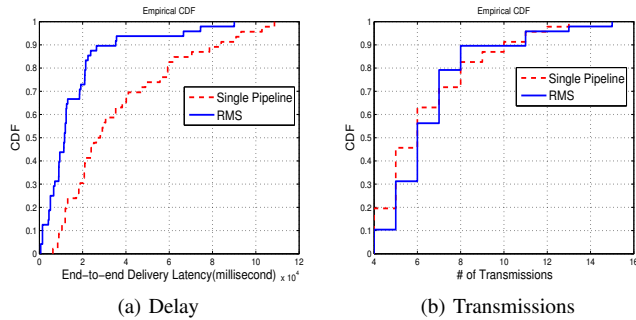 Empirical CDF
1
0.9
0.8
0.7
0.6
0.5
0.4
0.3
0.2
0.1
0
CDF
Single Pipeline
RMS
0 2 4 6 8 10 12
End−to−end Delivery Latency(millisecond)
x 10⁴
(a) Delay
Empirical CDF
1
0.9
0.8
0.7
0.6
0.5
0.4
0.3
0.2
0.1
0
CDF
Single Pipeline
RMS
4 6 8 10 12 14 16
# of Transmissions
(b) Transmissions